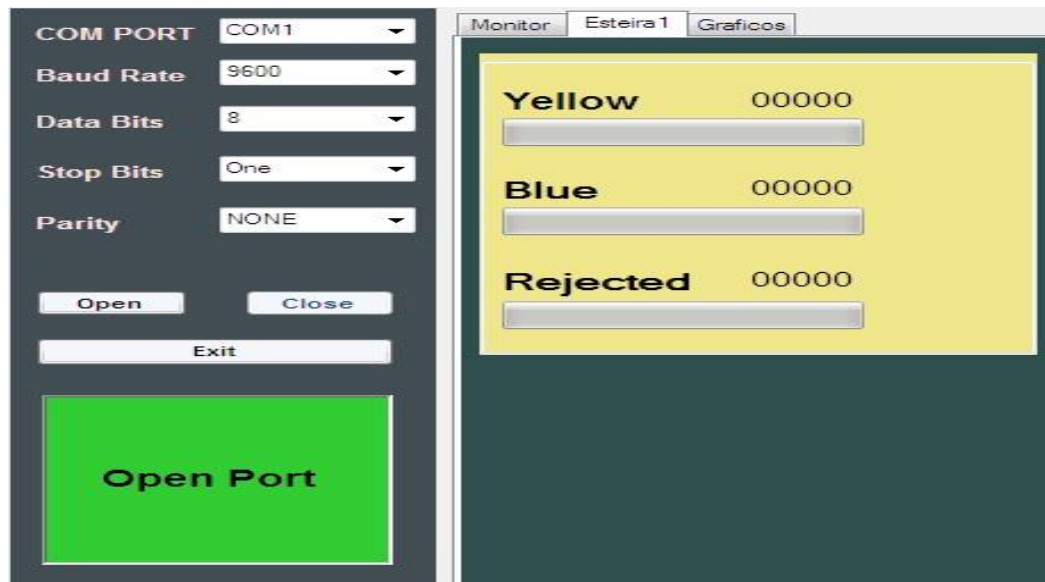 COM PORT COM1
Baud Rate 9600
Data Bits 8
Stop Bits One
Parity NONE
Open Close
Exit
Open Port
Monitor Esteira1 Graficos
Yellow 00000
Blue 00000
Rejected 00000